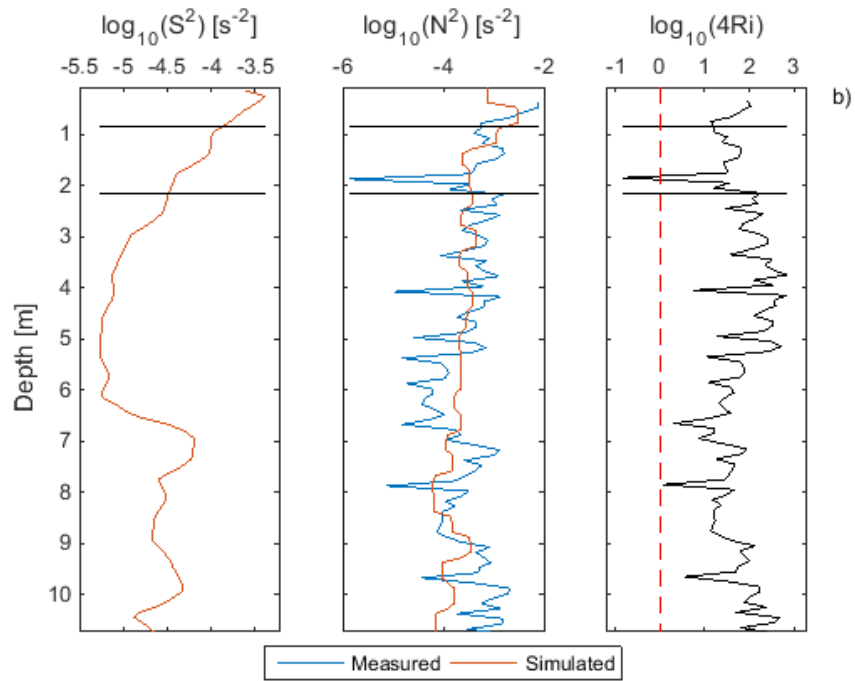 log10(S2) [s-2]
log10(N2) [s-2]
log10(4Ri)
-5.5 -5 -4.5 -4 -3.5
-6 -4 -2
-1 0 1 2 3
b)
Depth [m]
1
2
3
4
5
6
7
8
9
10
Measured
Simulated